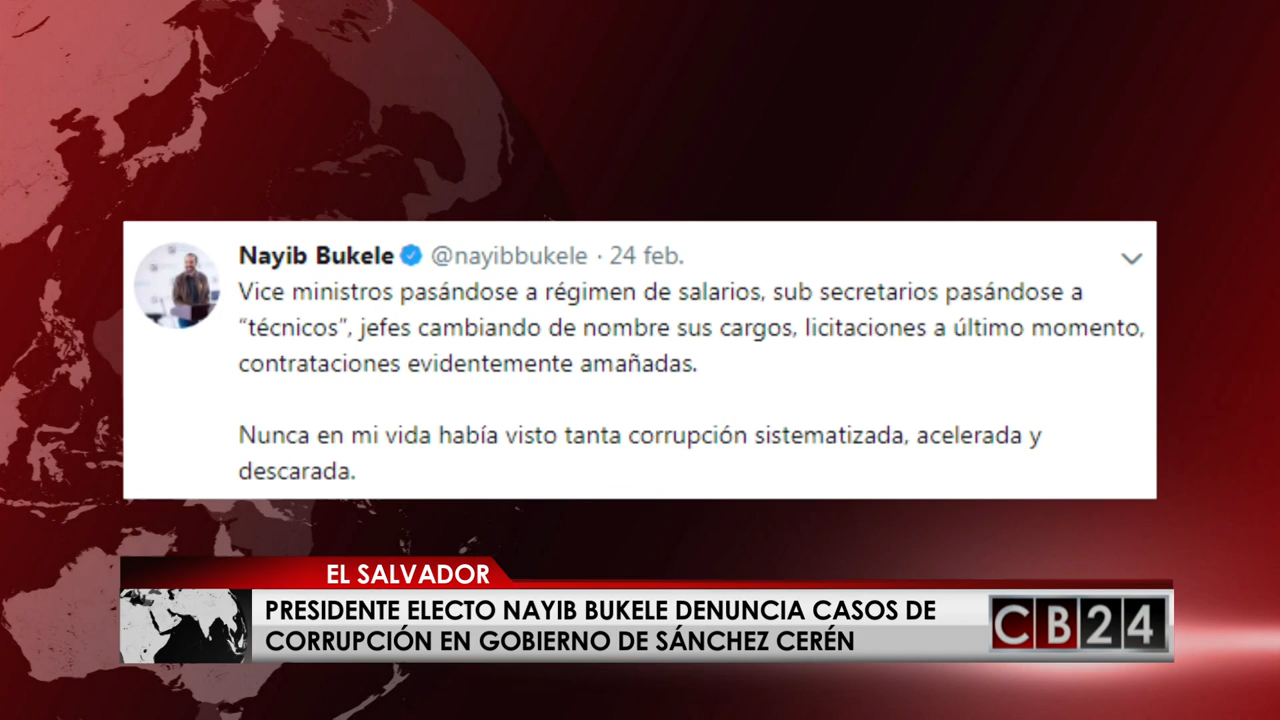 Nayib Bukele @nayibbukele · 24 feb.
Vice ministros pasándose a régimen de salarios, sub secretarios pasándose a
“técnicos”, jefes cambiando de nombre sus cargos, licitaciones a último momento,
contrataciones evidentemente amañadas.
Nunca en mi vida había visto tanta corrupción sistematizada, acelerada y
descarada.
EL SALVADOR
PRESIDENTE ELECTO NAYIB BUKELE DENUNCIA CASOS DE
CORRUPCIÓN EN GOBIERNO DE SÁNCHEZ CERÉN
CB24